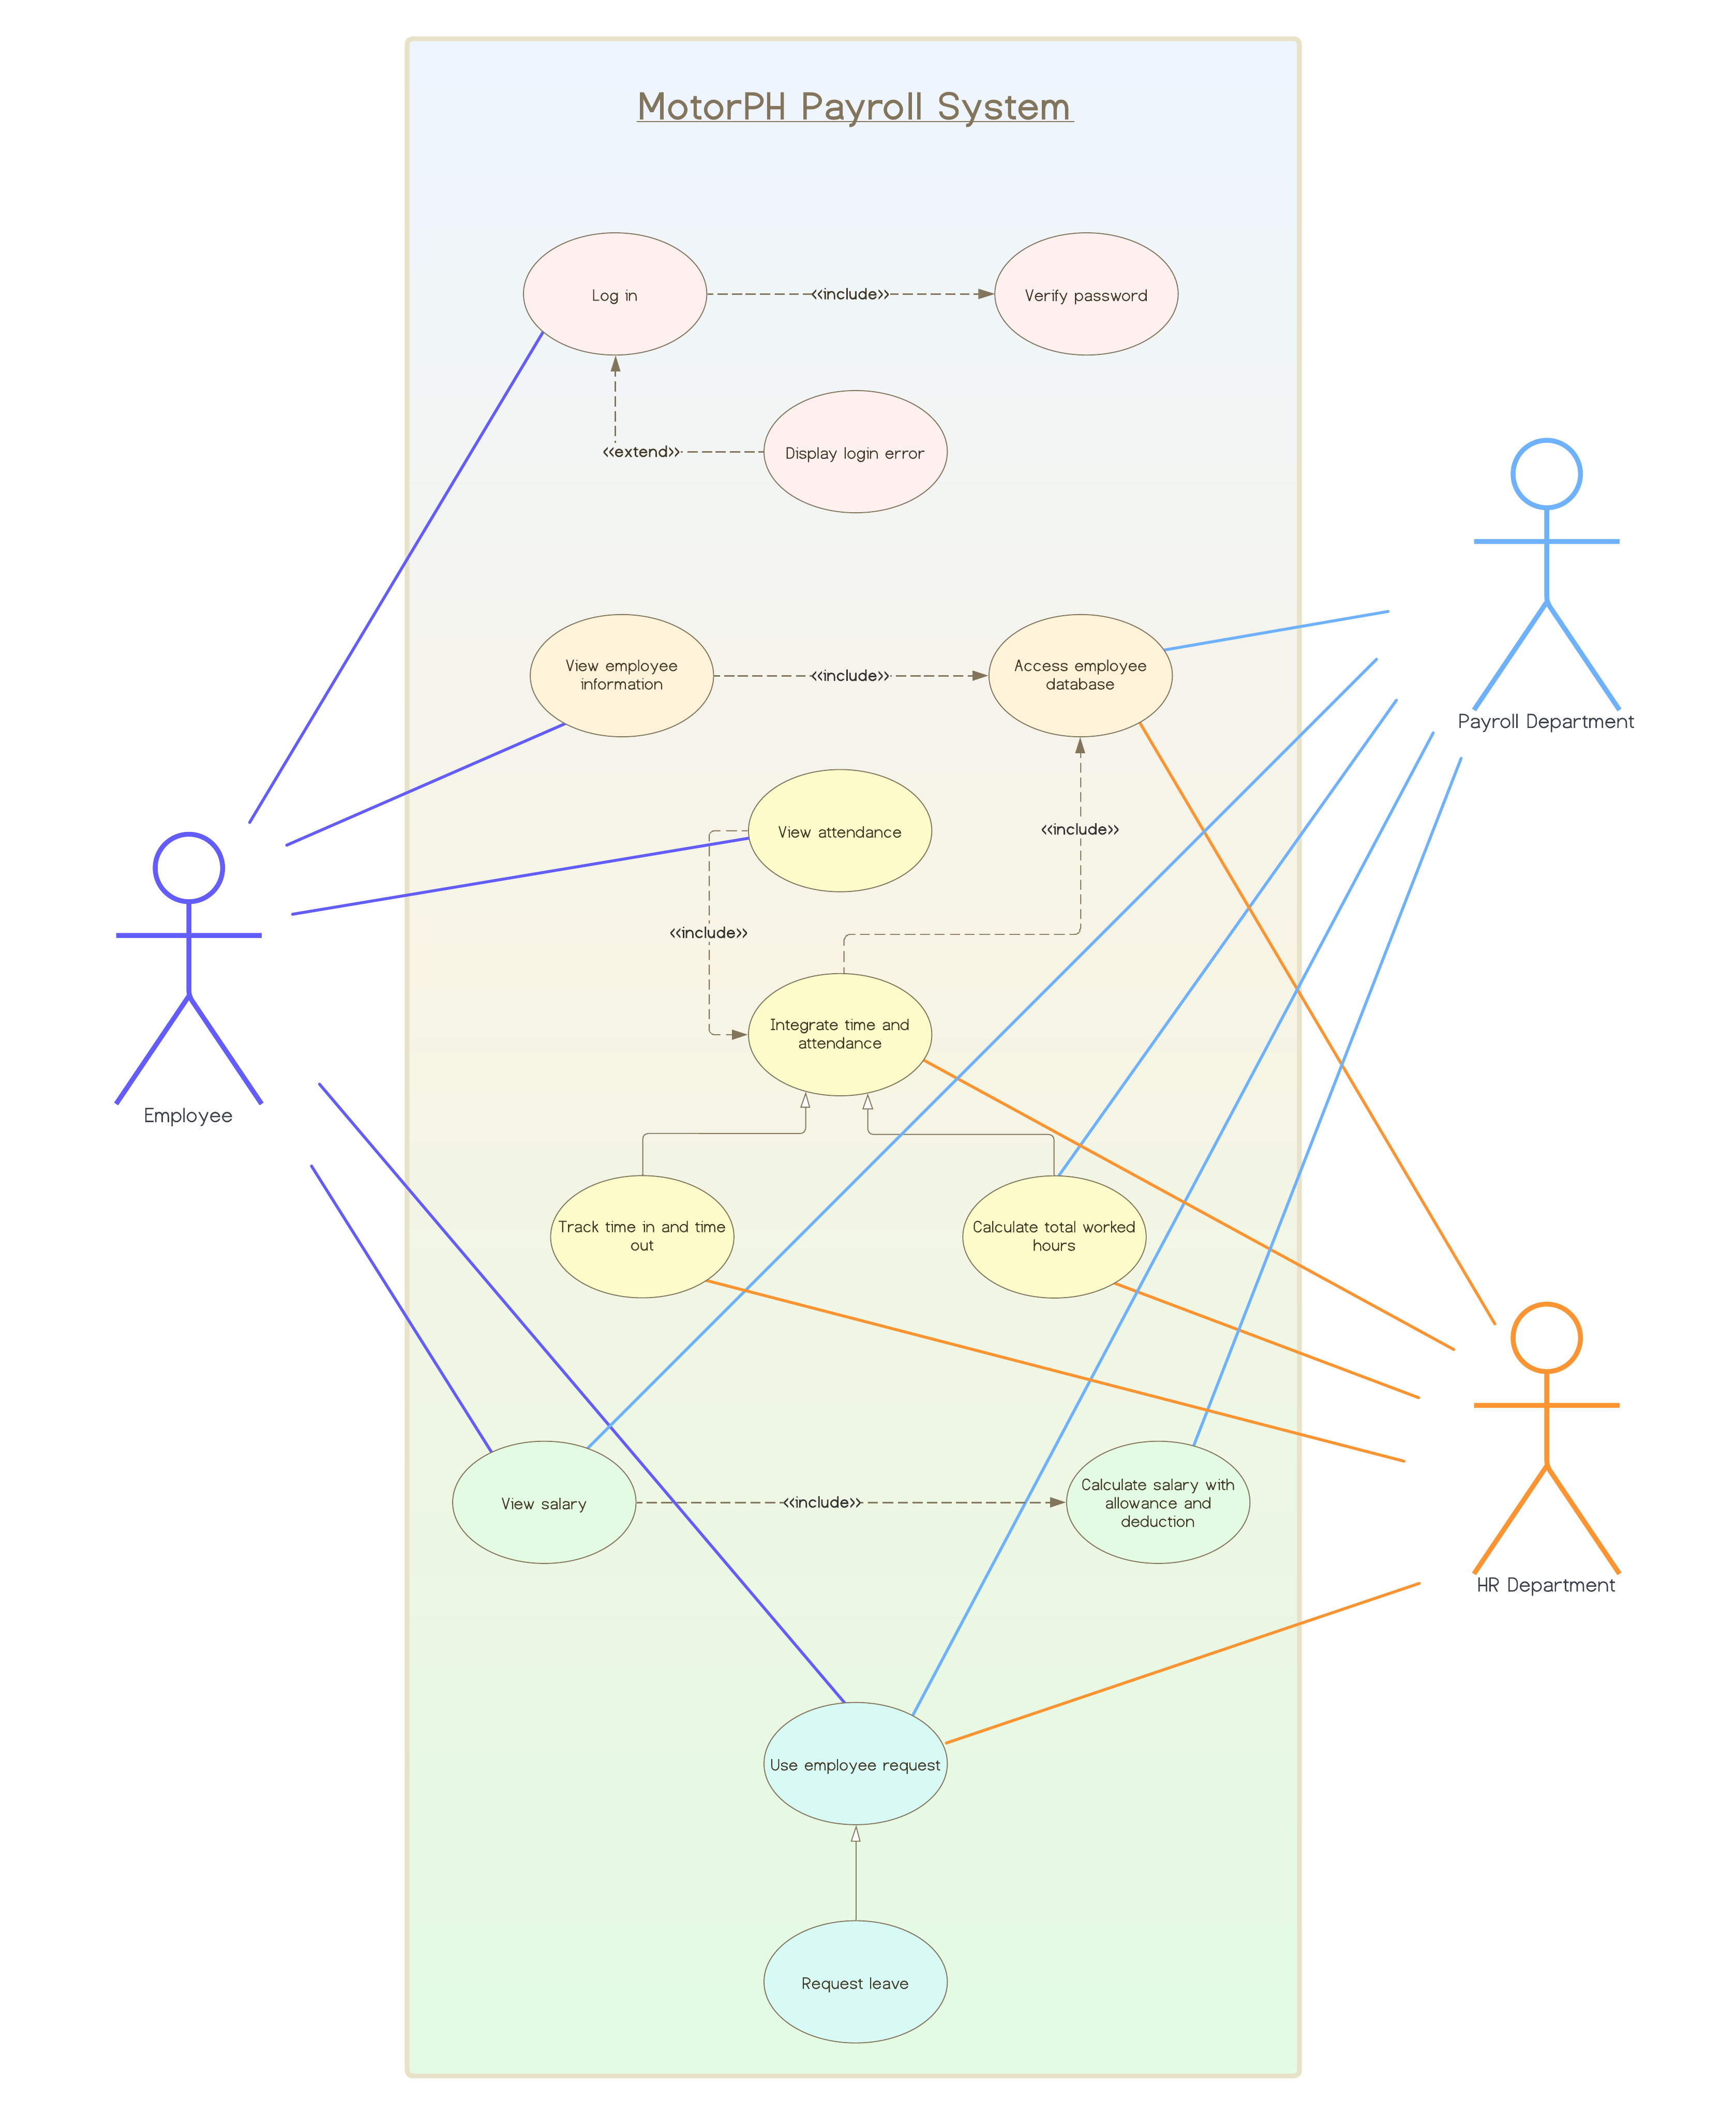 MotorPH Payroll System
Log in
<<include>>
Verify password
<<extend>>
Display login error
View employee
information
<<include>>
Access employee
database
Payroll Department
View attendance
<<include>>
<<include>>
Integrate time and
attendance
Employee
Track time in and time
out
Calculate total worked
hours
View salary
<<include>>
Calculate salary with
allowance and
deduction
HR Department
Use employee request
Request leave